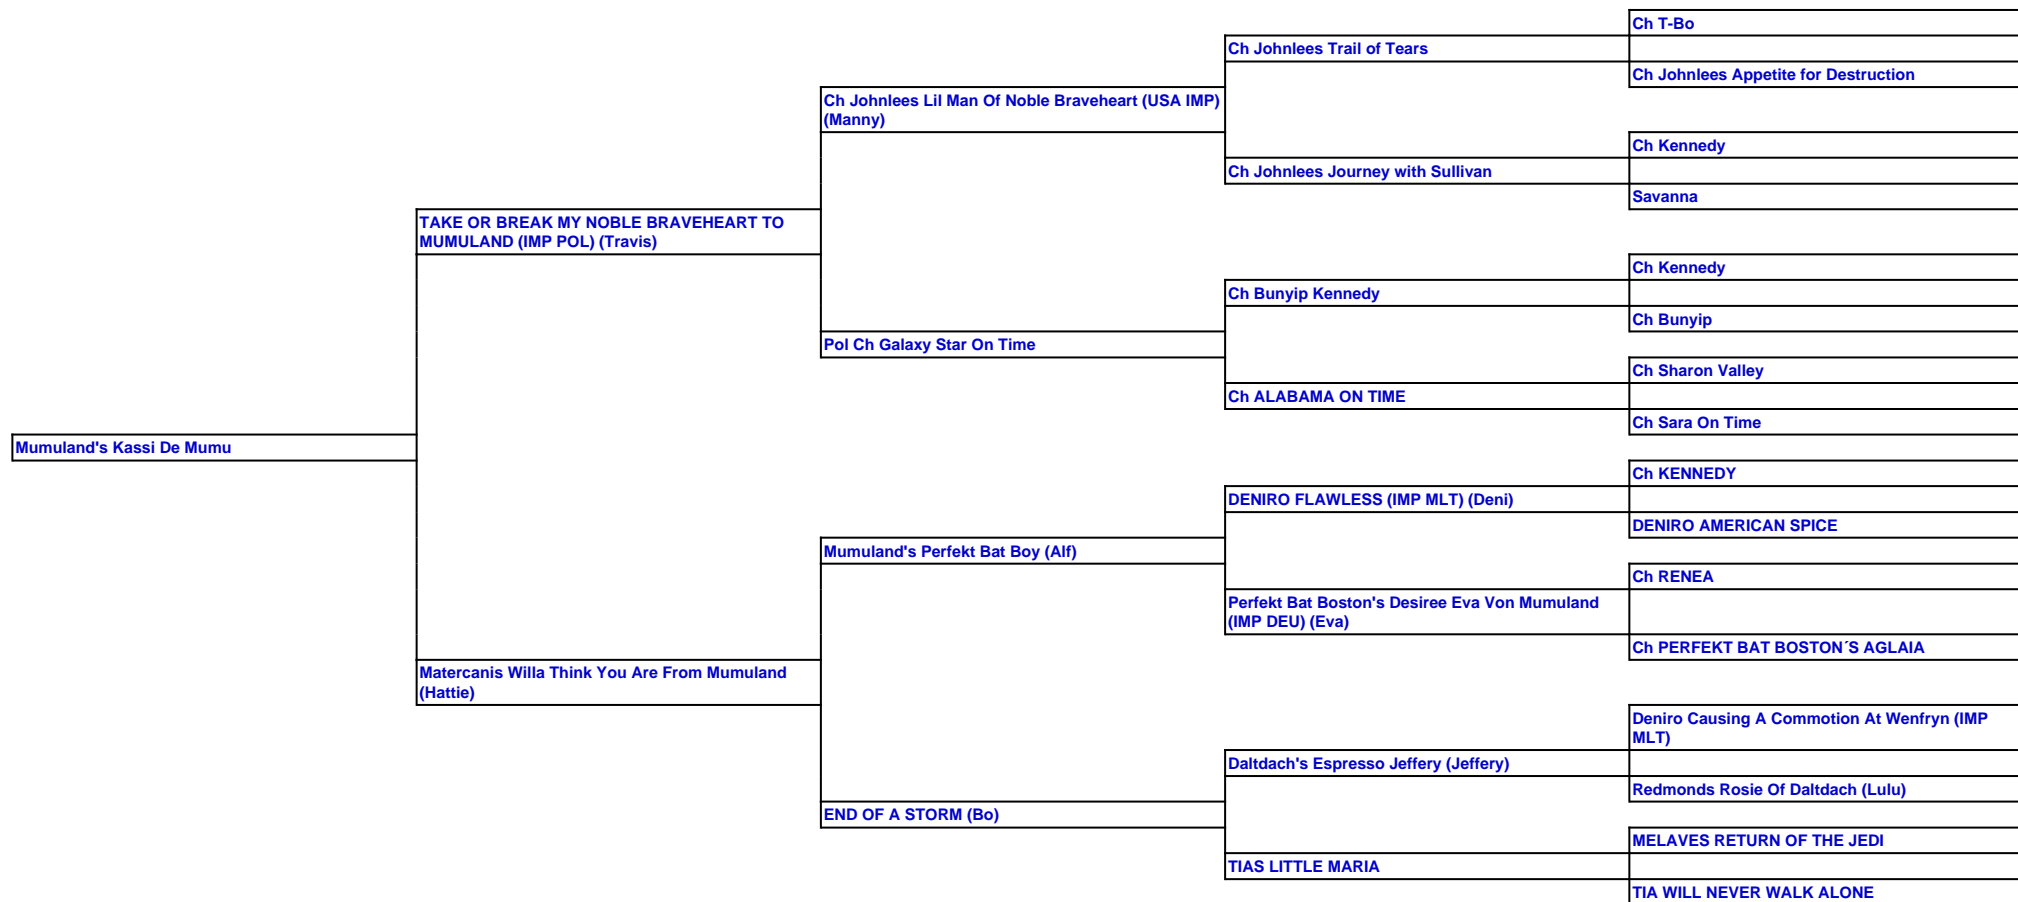 Ch T-Bo
Ch Johnlees Trail of Tears
Ch Johnlees Appetite for Destruction
Ch Johnlees Lil Man Of Noble Braveheart (USA IMP)
(Manny)
Ch Kennedy
Ch Johnlees Journey with Sullivan
Savanna
TAKE OR BREAK MY NOBLE BRAVEHEART TO
MUMULAND (IMP POL) (Travis)
Ch Kennedy
Ch Bunyip Kennedy
Ch Bunyip
Pol Ch Galaxy Star On Time
Ch Sharon Valley
Ch ALABAMA ON TIME
Ch Sara On Time
Mumuland's Kassi De Mumu
Ch KENNEDY
DENIRO FLAWLESS (IMP MLT) (Deni)
DENIRO AMERICAN SPICE
Mumuland's Perfekt Bat Boy (Alf)
Ch RENEA
Perfekt Bat Boston's Desiree Eva Von Mumuland
(IMP DEU) (Eva)
Ch PERFEKT BAT BOSTON´S AGLAIA
Matercanis Willa Think You Are From Mumuland
(Hattie)
Deniro Causing A Commotion At Wenfryn (IMP
MLT)
Daltdach's Espresso Jeffery (Jeffery)
Redmonds Rosie Of Daltdach (Lulu)
END OF A STORM (Bo)
MELAVES RETURN OF THE JEDI
TIAS LITTLE MARIA
TIA WILL NEVER WALK ALONE